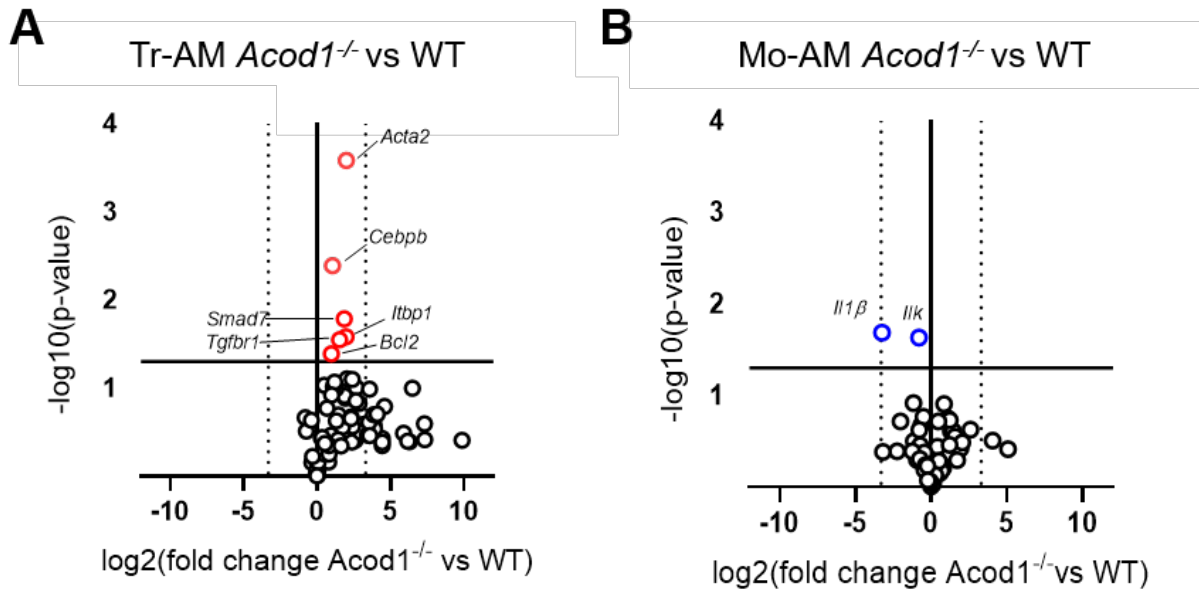 A
Tr-AM Acod1-/- vs WT
4
3
2
1
-log10(p-value)
Acta2
Cebpb
Smad7
Itbp1
Tgfbr1
Bcl2
-10
-5
0
5
10
log2(fold change Acod1-/- vs WT)
B
Mo-AM Acod1-/- vs WT
4
3
2
1
-log10(p-value)
Il1β
Ilk
-10
-5
0
5
10
log2(fold change Acod1-/- vs WT)